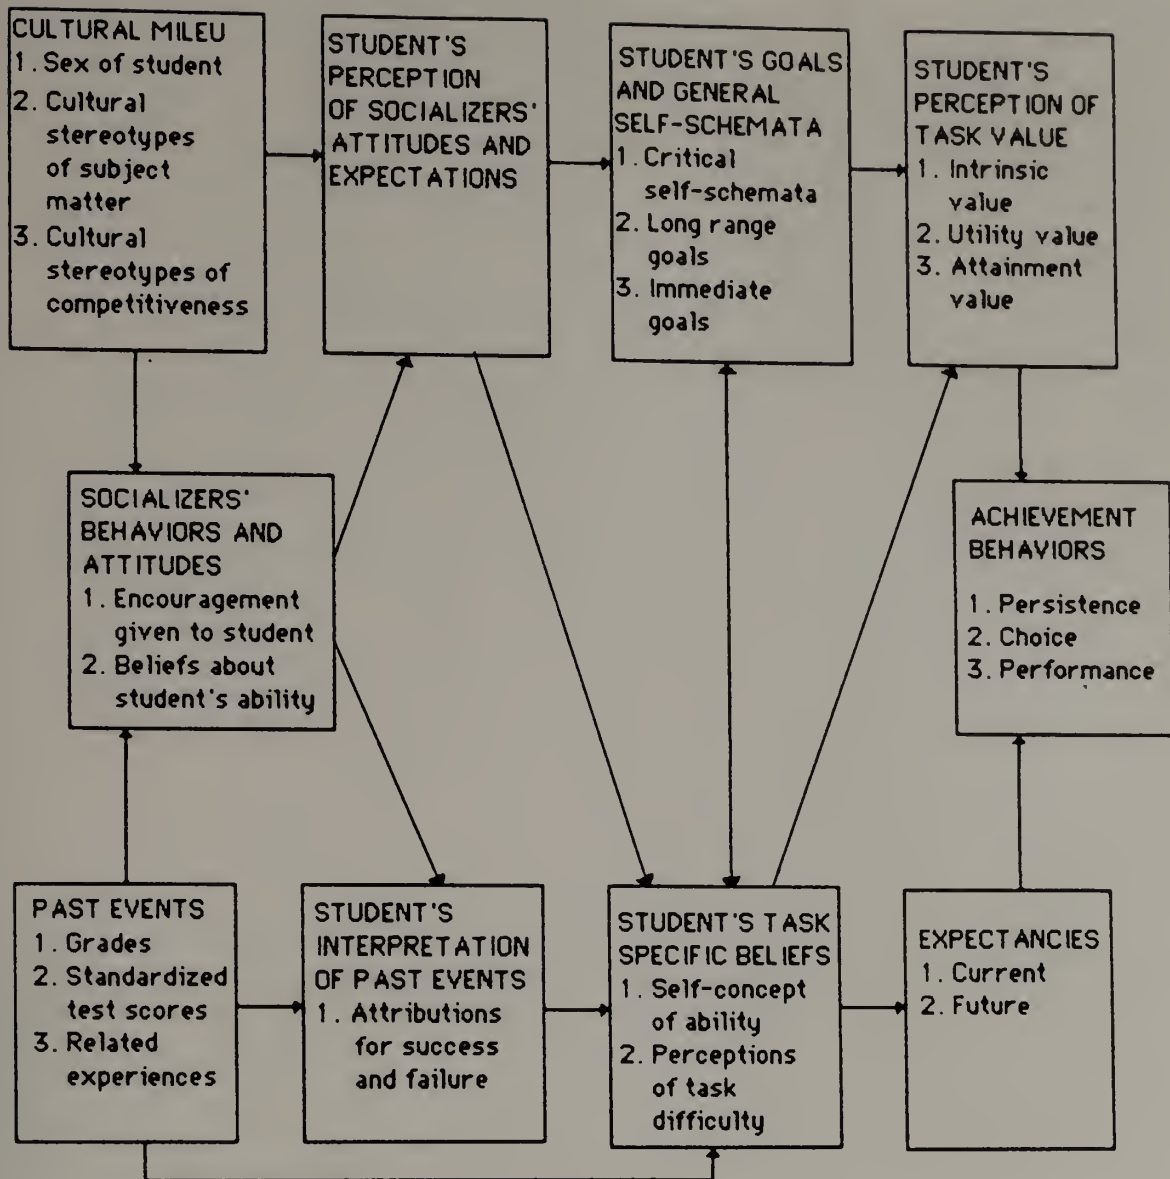 CULTURAL MILEU
1. Sex of student
2. Cultural
stereotypes
of subject
matter
3. Cultural
stereotypes of
competitiveness
STUDENT'S
PERCEPTION
OF SOCIALIZERS'
ATTITUDES AND
EXPECTATIONS
STUDENT'S GOALS
AND GENERAL
SELF-SCHEMATA
1. Critical
self-schemata
2. Long range
goals
3. Immediate
goals
STUDENT'S
PERCEPTION OF
TASK VALUE
1. Intrinsic
value
2. Utility value
3. Attainment
value
SOCIALIZERS'
BEHAVIORS AND
ATTITUDES
1. Encouragement
given to student
2. Beliefs about
student's ability
ACHIEVEMENT
BEHAVIORS
1. Persistence
2. Choice
3. Performance
PAST EVENTS
1. Grades
2. Standardized
test scores
3. Related
experiences
STUDENT'S
INTERPRETATION
OF PAST EVENTS
1. Attributions
for success
and failure
STUDENT'S TASK
SPECIFIC BELIEFS
1. Self-concept
of ability
2. Perceptions
of task
difficulty
EXPECTANCIES
1. Current
2. Future